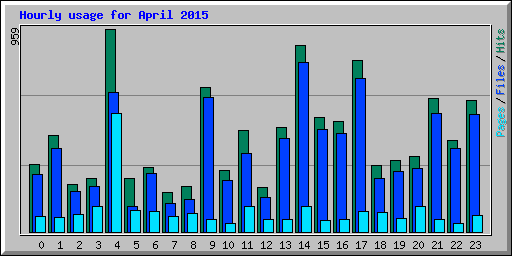 Hourly usage for April 2015
959
Pages/Files/Hits
0 1 2 3 4 5 6 7 8 9 10 11 12 13 14 15 16 17 18 19 20 21 22 23